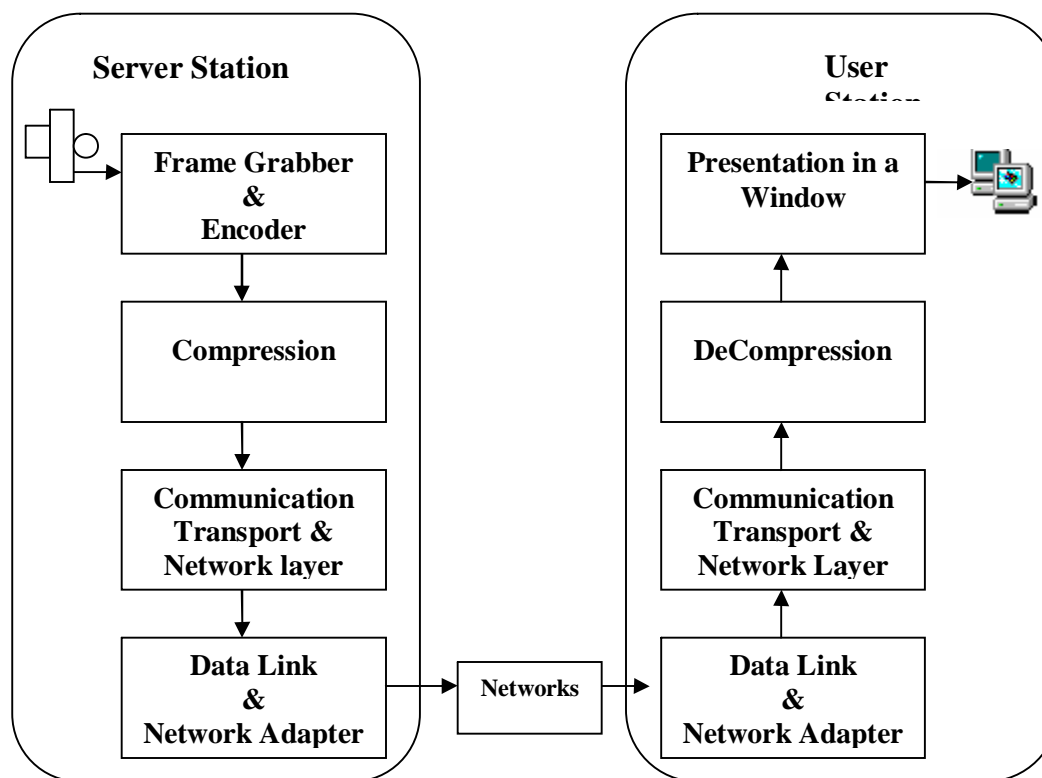 Server Station
Frame Grabber
&
Encoder
Compression
Communication
Transport &
Network layer
Data Link
&
Network Adapter
Networks
User
Station
Presentation in a
Window
DeCompression
Communication
Transport &
Network Layer
Data Link
&
Network Adapter